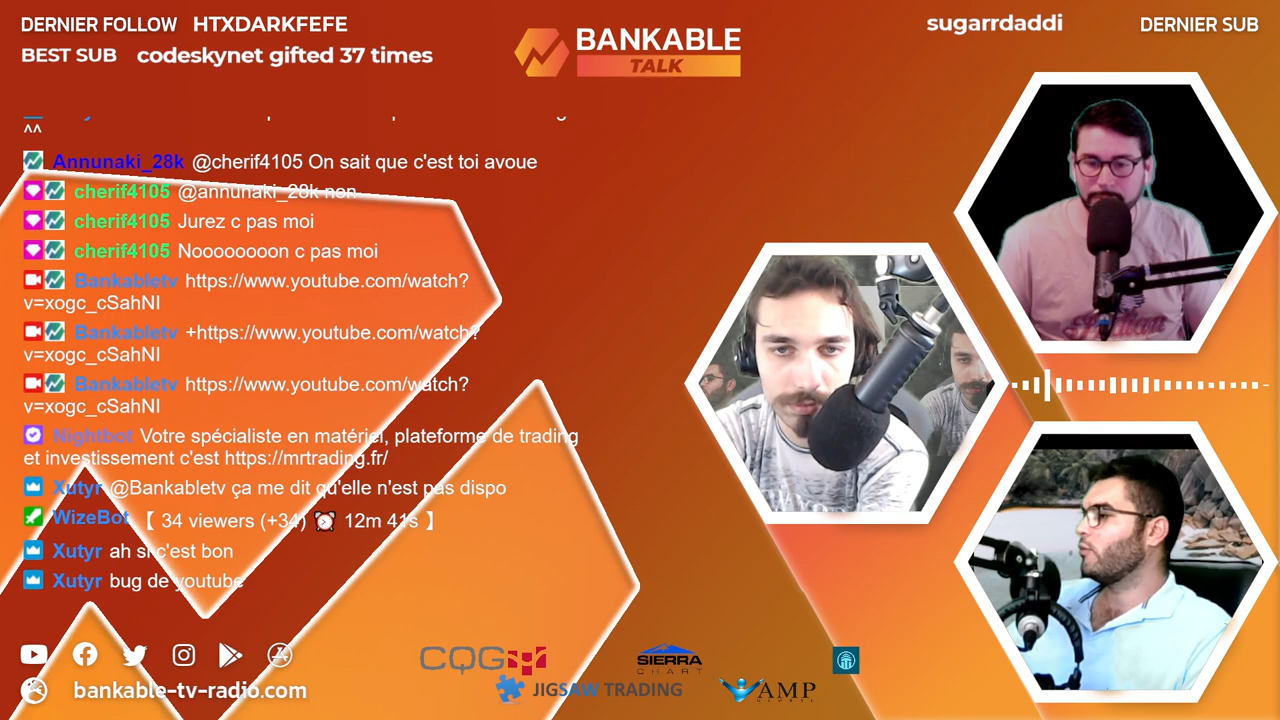 DERNIER FOLLOW HTXDARKFEFE
BEST SUB codeskynet gifted 37 times
BANKABLE
TALK
sugarrdaddi DERNIER SUB
^^
Annunaki_28k @cherif4105 On sait que c'est toi avoue
cherif4105 @annunaki_28k non
cherif4105 Jurez c pas moi
cherif4105 Noooooooon c pas moi
Bankabletv https://www.youtube.com/watch?
v=xogc_cSahNI
Bankabletv +https://www.youtube.com/watch?
v=xogc_cSahNI
Bankabletv https://www.youtube.com/watch?
v=xogc_cSahNI
Nightbot Votre spécialiste en matériel, plateforme de trading
et investissement c'est https://mrtrading.fr/
Xutyr @Bankabletv ça me dit qu'elle n'est pas dispo
WizeBot 【 34 viewers (+34) ⏰ 12m 41s 】
Xutyr ah si c'est bon
Xutyr bug de youtube
bankable-tv-radio.com
CQG
SIERRA
CHART
JIGSAW TRADING
AMP